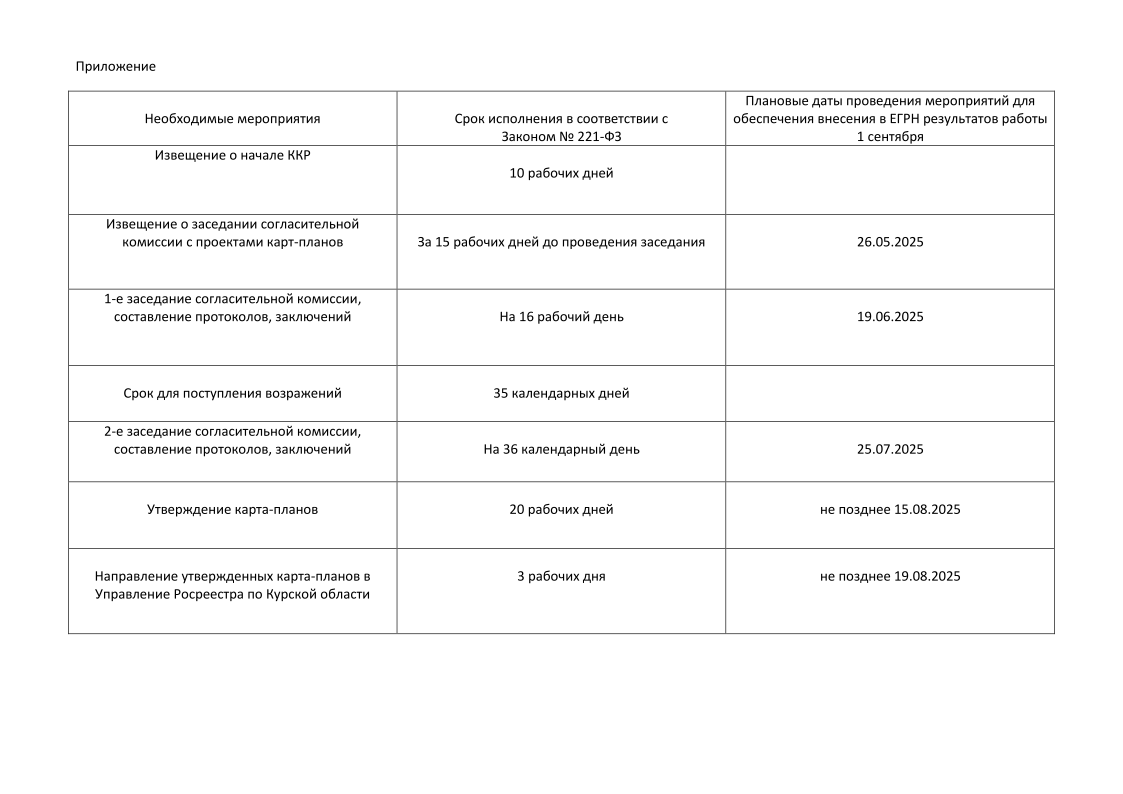 Приложение
Необходимые мероприятия
Срок исполнения в соответствии с
Законом № 221-ФЗ
Плановые даты проведения мероприятий для
обеспечения внесения в ЕГРН результатов работы
1 сентября
Извещение о начале ККР
10 рабочих дней
Извещение о заседании согласительной
комиссии с проектами карт-планов
За 15 рабочих дней до проведения заседания
26.05.2025
1-е заседание согласительной комиссии,
составление протоколов, заключений
На 16 рабочий день
19.06.2025
Срок для поступления возражений
35 календарных дней
2-е заседание согласительной комиссии,
составление протоколов, заключений
На 36 календарный день
25.07.2025
Утверждение карта-планов
20 рабочих дней
не позднее 15.08.2025
Направление утвержденных карта-планов в
Управление Росреестра по Курской области
3 рабочих дня
не позднее 19.08.2025